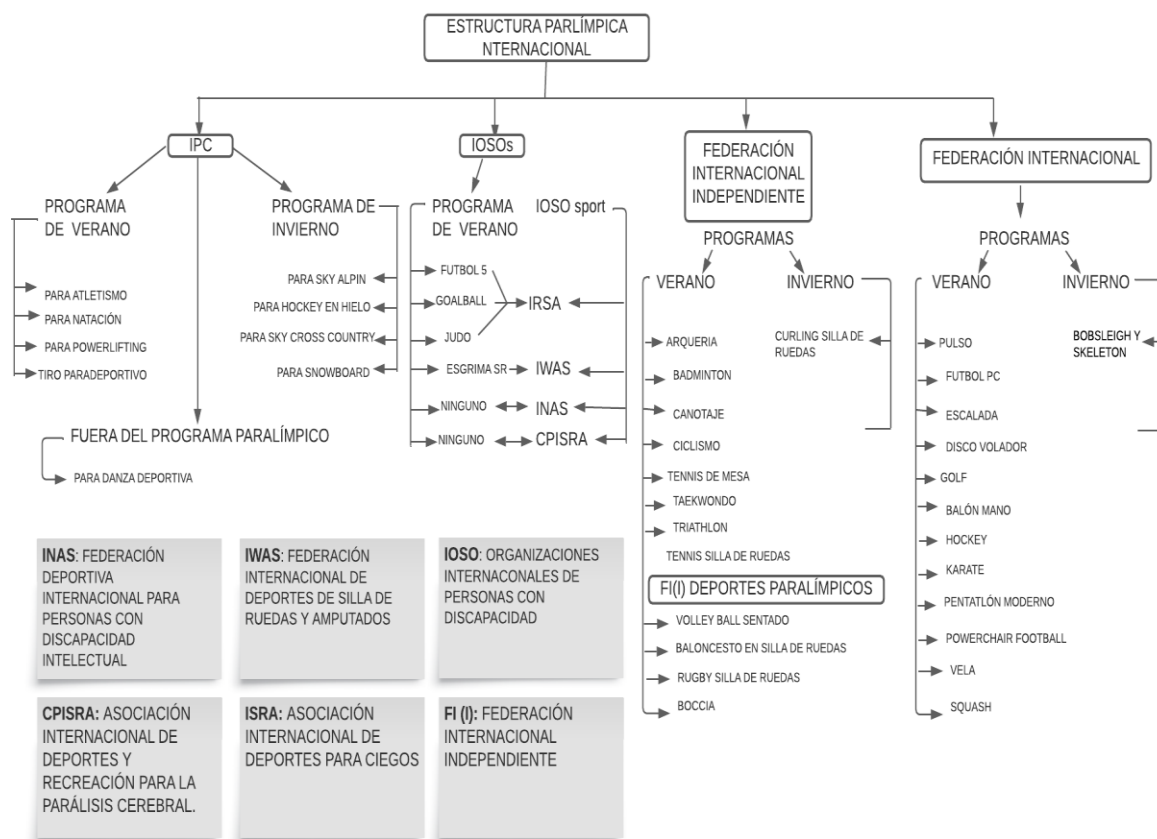 ESTRUCTURA PARLÍMPICA
NTERNACIONAL
IPC
PROGRAMA
DE VERANO
PARA ATLETISMO
PARA NATACIÓN
PARA POWERLIFTING
TIRO PARADEPORTIVO
PROGRAMA DE
INVIERNO
PARA SKY ALPIN
PARA HOCKEY EN HIELO
PARA SKY CROSS COUNTRY
PARA SNOWBOARD
FUERA DEL PROGRAMA PARALÍMPICO
PARA DANZA DEPORTIVA
IOSOs
PROGRAMA
DE VERANO
IOSO sport
FUTBOL 5
GOALBALL
JUDO
IRSA
ESGRIMA SR
IWAS
NINGUNO
INAS
NINGUNO
CPISRA
FEDERACIÓN
INTERNACIONAL
INDEPENDIENTE
PROGRAMAS
VERANO
ARQUERIA
BADMINTON
CANOTAJE
CICLISMO
TENNIS DE MESA
TAEKWONDO
TRIATHLON
TENNIS SILLA DE RUEDAS
INVIERNO
CURLING SILLA DE
RUEDAS
FI(I) DEPORTES PARALÍMPICOS
VOLLEY BALL SENTADO
BALONCESTO EN SILLA DE RUEDAS
RUGBY SILLA DE RUEDAS
BOCCIA
FEDERACIÓN INTERNACIONAL
PROGRAMAS
VERANO
PULSO
FUTBOL PC
ESCALADA
DISCO VOLADOR
GOLF
BALÓN MANO
HOCKEY
KARATE
PENTATLÓN MODERNO
POWERCHAIR FOOTBALL
VELA
SQUASH
INVIERNO
BOBSLEIGH Y
SKELETON
INAS: FEDERACIÓN
DEPORTIVA
INTERNACIONAL PARA
PERSONAS CON
DISCAPACIDAD
INTELECTUAL
IWAS: FEDERACIÓN
INTERNACIONAL DE
DEPORTES DE SILLA DE
RUEDAS Y AMPUTADOS
IOSO: ORGANIZACIONES
INTERNACONALES DE
PERSONAS CON
DISCAPACIDAD
CPISRA: ASOCIACIÓN
INTERNACIONAL DE
DEPORTES Y
RECREACIÓN PARA LA
PARÁLISIS CEREBRAL.
ISRA: ASOCIACIÓN
INTERNACIONAL DE
DEPORTES PARA CIEGOS
FI (I): FEDERACIÓN
INTERNACIONAL
INDEPENDIENTE